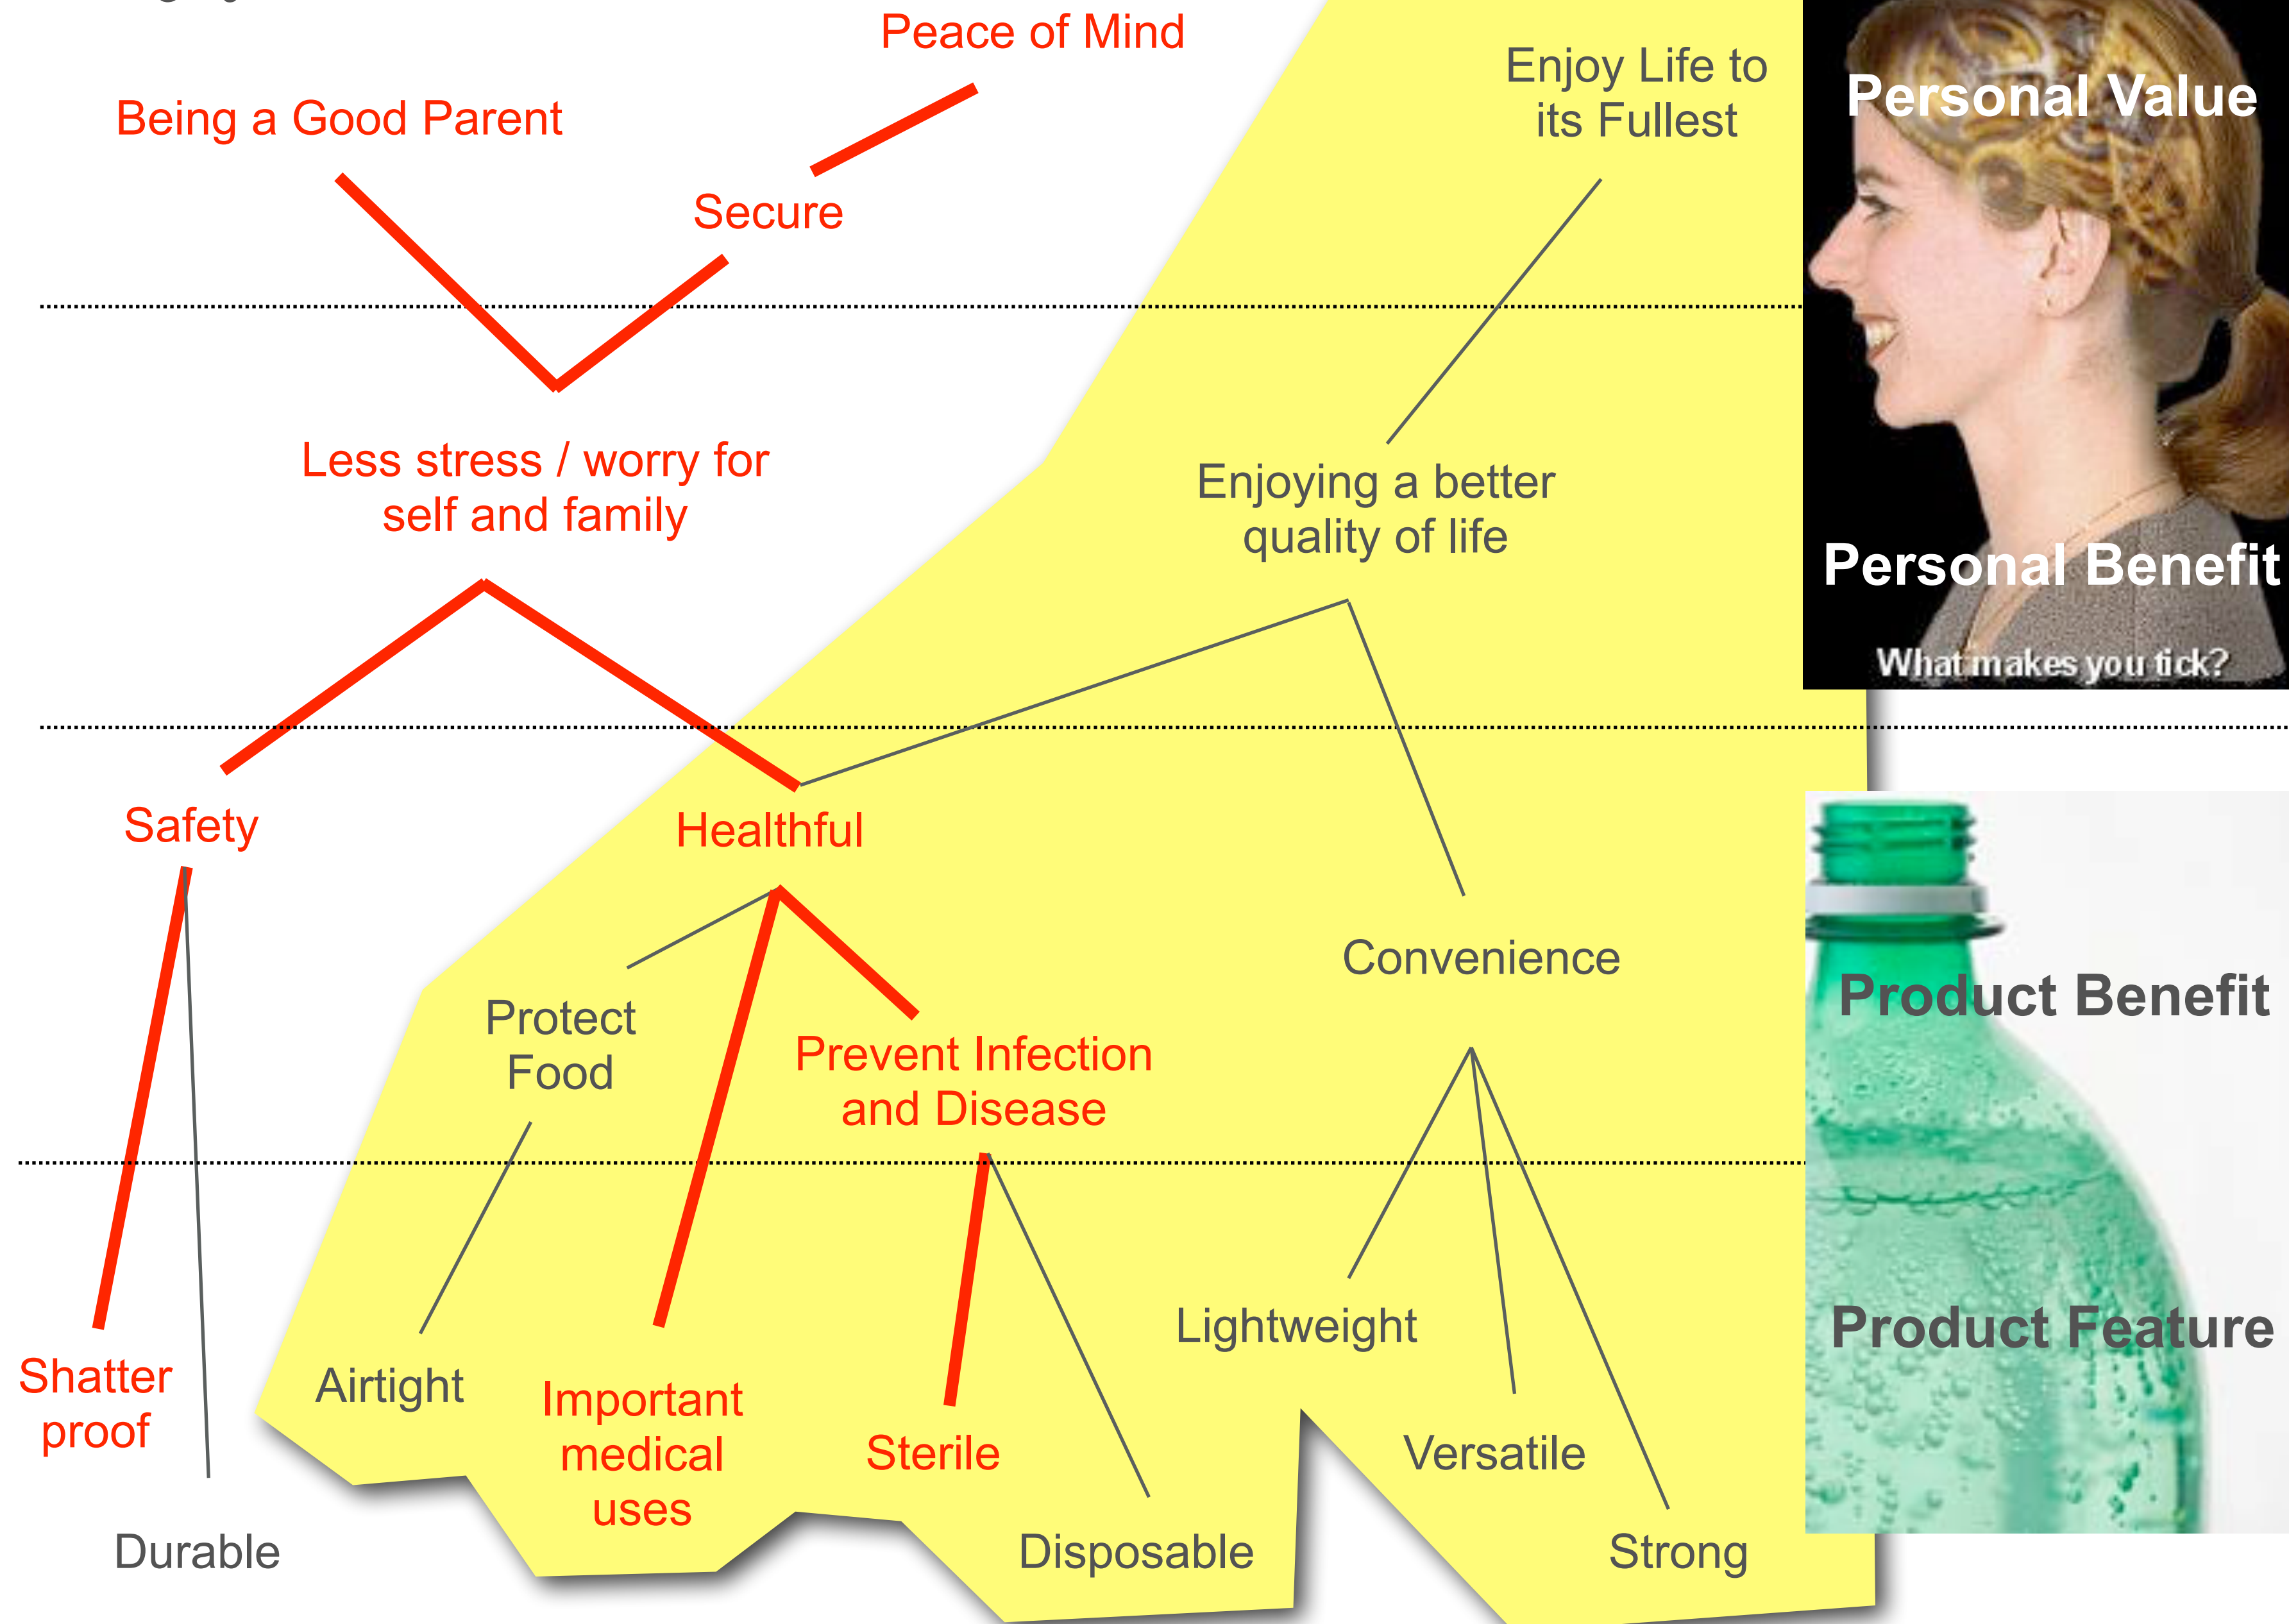 Peace of Mind
Enjoy Life to
its Fullest
Personal Value
Being a Good Parent
Secure
Less stress / worry for
self and family
Enjoying a better
quality of life
Personal Benefit
What makes you tick?
Safety
Healthful
Convenience
Product Benefit
Protect
Food
Prevent Infection
and Disease
Lightweight
Product Feature
Shatter
proof
Airtight
Important
medical
uses
Sterile
Versatile
Durable
Disposable
Strong